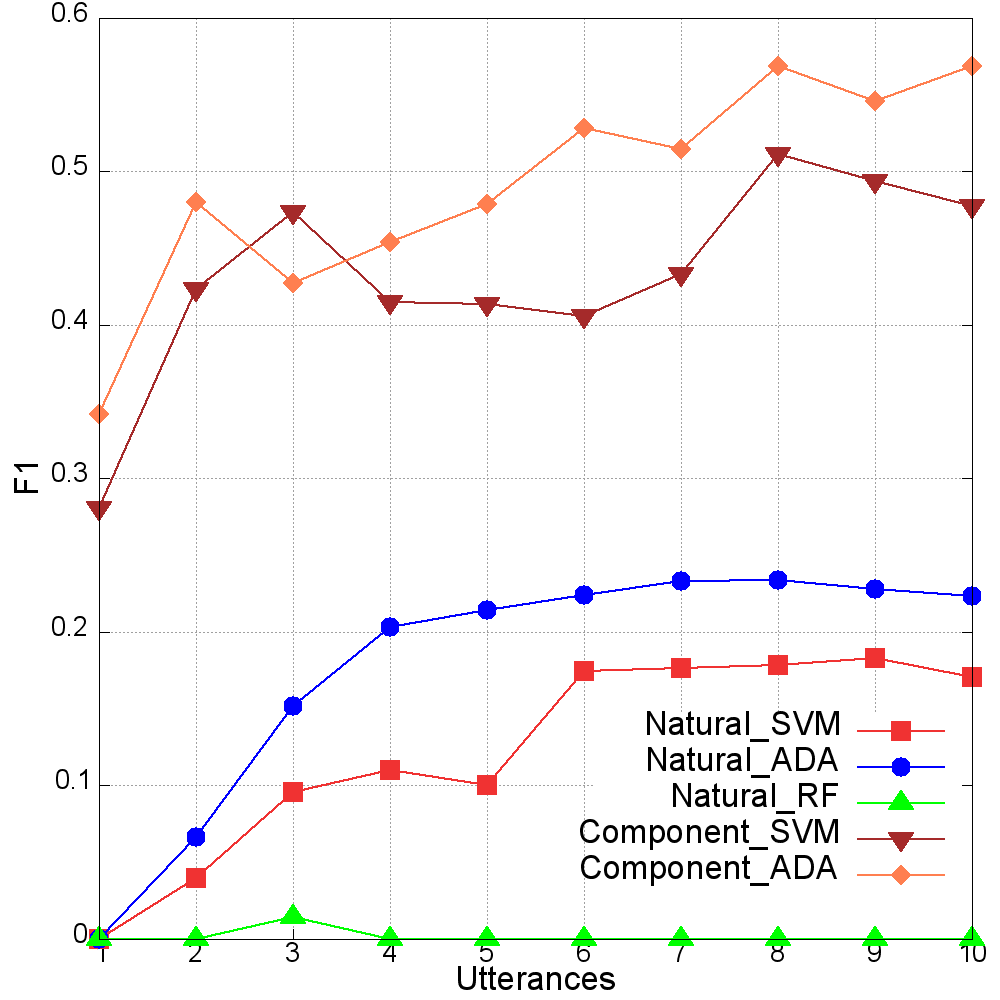 0.6
0.5
0.4
0.3
0.2
0.1
0
F1
1 2 3 4 5 6 7 8 9 10
Utterances
Natural_SVM
Natural_ADA
Natural_RF
Component_SVM
Component_ADA